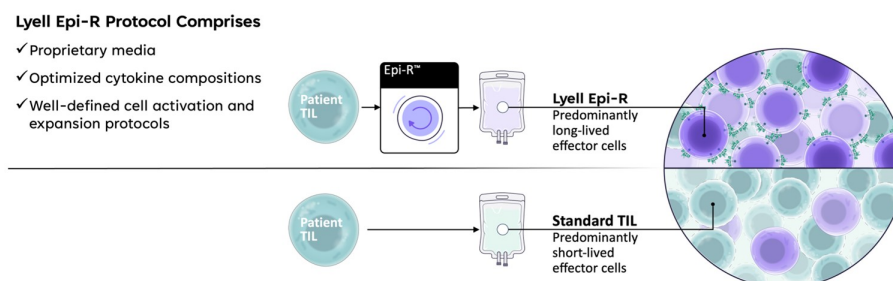 Lyell Epi-R Protocol Comprises
✓Proprietary media
✓Optimized cytokine compositions
✓Well-defined cell activation and
expansion protocols
Patient
TIL
Epi-R™
Lyell Epi-R
Predominantly
long-lived
effector cells
Patient
TIL
Standard TIL
Predominantly
short-lived
effector cells